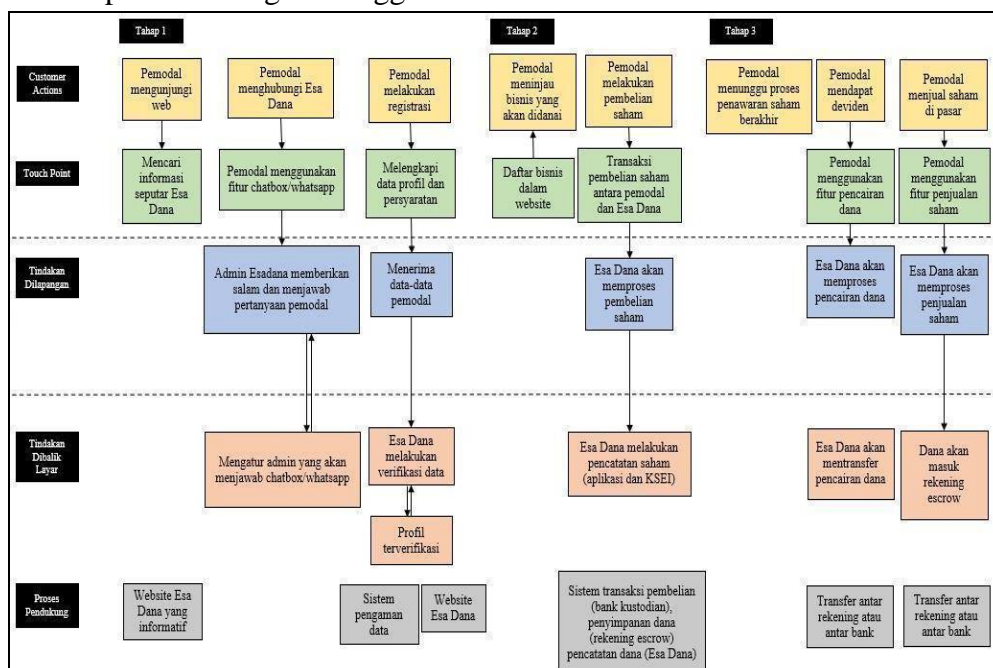 Tahap 1
Tahap 2
Tahap 3
Customer
Actions
Pemodal
mengunjungi
web
Pemodal
menghubungi Esa
Dana
Pemodal
melakukan
registrasi
Pemodal
meninjau
bisnis yang
akan didanai
Pemodal
melakukan
pembelian
saham
Pemodal
menunggu proses
penawaran saham
berakhir
Pemodal
mendapat
deviden
Pemodal
menjual saham
di pasar
Touch Point
Mencari
informasi
seputar Esa
Dana
Pemodal menggunakan
fitur chatbox/whatsapp
Melengkapi
data profil dan
persyaratan
Daftar bisnis
dalam
website
Transaksi
pembelian saham
antara pemodal
dan Esa Dana
Pemodal
menggunakan
fitur pencairan
dana
Pemodal
menggunakan
fitur penjualan
saham
Tindakan
Dilapangan
Admin Esadana memberikan
salam dan menjawab
pertanyaan pemodal
Menerima
data-data
pemodal
Esa Dana akan
memproses
pembelian
saham
Esa Dana akan
memproses
pencairan dana
Esa Dana akan
memproses
penjualan
saham
Tindakan
Dibalik
Layar
Mengatur admin yang akan
menjawab chatbox/whatsapp
Esa Dana
melakukan
verifikasi data
Profil
terverifikasi
Esa Dana melakukan
pencatatan saham
(aplikasi dan KSEI)
Esa Dana akan
mentransfer
pencairan dana
Dana akan
masuk
rekening
escrow
Proses
Pendukung
Website Esa
Dana yang
informatif
Sistem
pengaman
data
Website
Esa Dana
Sistem transaksi pembelian
(bank kustodian),
penyimpanan dana
(rekening escrow)
pencatatan dana (Esa Dana)
Transfer antar
rekening atau
antar bank
Transfer antar
rekening atau
antar bank